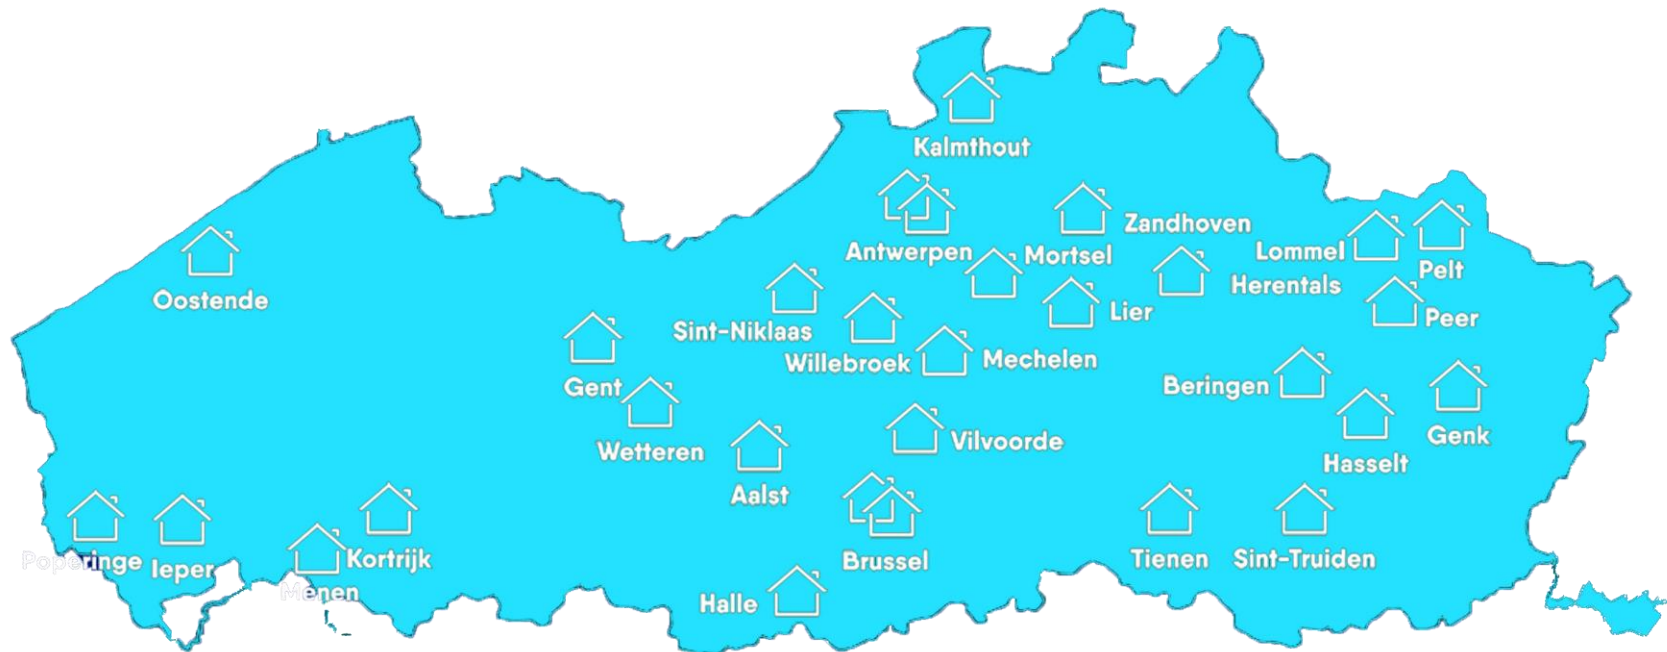 Kalmthout
Zandhoven
Antwerpen
Mortsel
Lommel
Pelt
Herentals
Oostende
Lier
Peer
Sint-Niklaas
Willebroek
Mechelen
Gent
Beringen
Genk
Vilvoorde
Wetteren
Hasselt
Aalst
Poperinge
Ieper
Kortrijk
Brussel
Tienen
Sint-Truiden
Menen
Halle